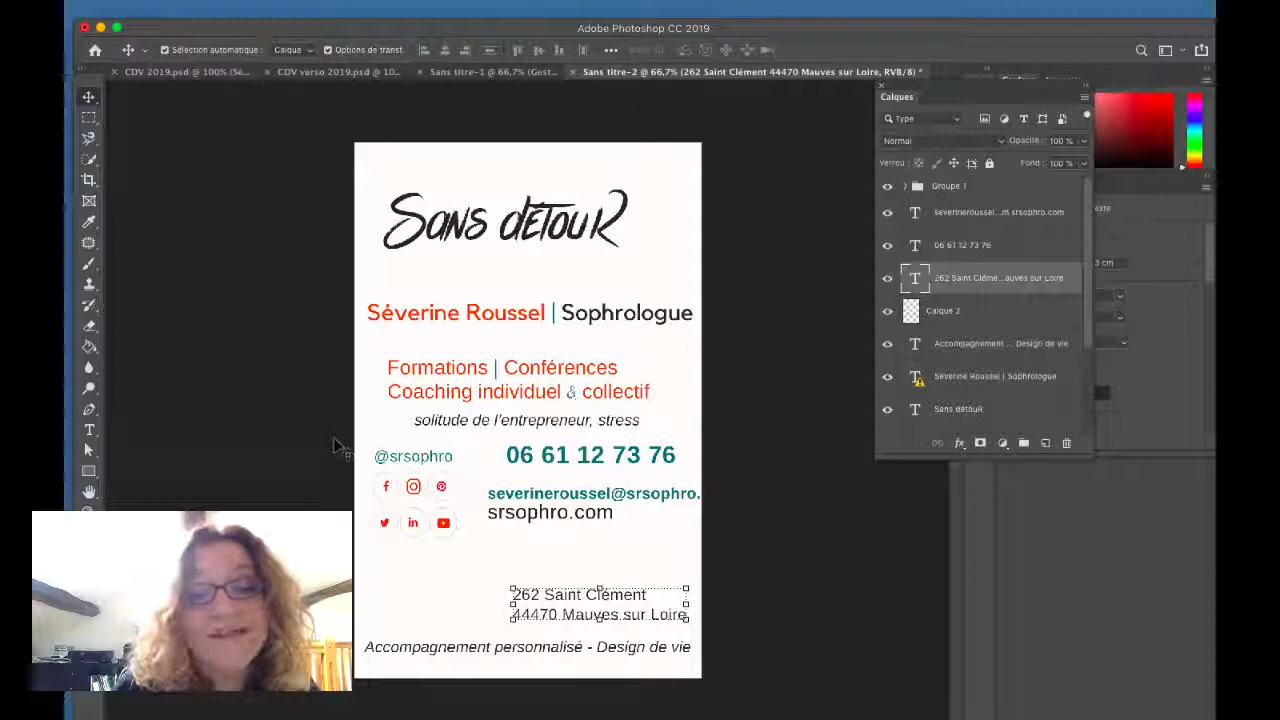 Adobe Photoshop CC 2019
Sélection automatique : Calque Options de transf.
CDV 2019.psd @ 100% (Sé... CDV verso 2019.psd @ 10... Sans titre-1 @ 66,7% (Gest... Sans titre-2 @ 66,7% (262 Saint Clément 44470 Mauves sur Loire, RVB/8) *
Calques
Type
Normal Opacité : 100 %
Verrou : Fond : 100 %
Groupe 1
severineroussel...m srsophro.com
06 61 12 73 76
262 Saint Cléme...auves sur Loire
Calque 2
Accompagnement ... Design de vie
Séverine Roussel | Sophrologue
Sans détouR
exte
3 cm
Sans détouR
Séverine Roussel | Sophrologue
Formations | Conférences
Coaching individuel & collectif
solitude de l'entrepreneur, stress
@srsophro
06 61 12 73 76
severineroussel@srsophro.
srsophro.com
262 Saint Clément
44470 Mauves sur Loire
Accompagnement personnalisé - Design de vie